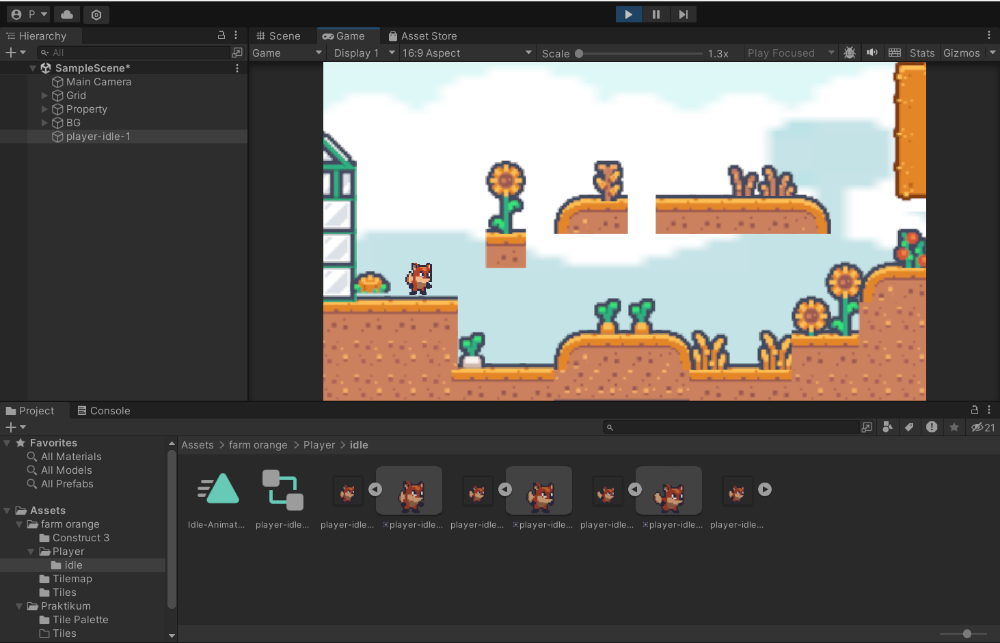 P
Hierarchy
Scene
Game
Asset Store
All
Game
Display 1
16:9 Aspect
Scale
1.3x
Play Focused
Stats
Gizmos
SampleScene*
Main Camera
Grid
Property
BG
player-idle-1
Project
Console
21
Favorites
All Materials
All Models
All Prefabs
Assets
farm orange
Construct 3
Player
idle
Tilemap
Tiles
Praktikum
Tile Palette
Tiles
Assets > farm orange > Player > idle
Idle-Animat...
player-idle...
player-idle...
player-idle...
player-idle...
player-idle...
player-idle...
player-idle...
player-idle...